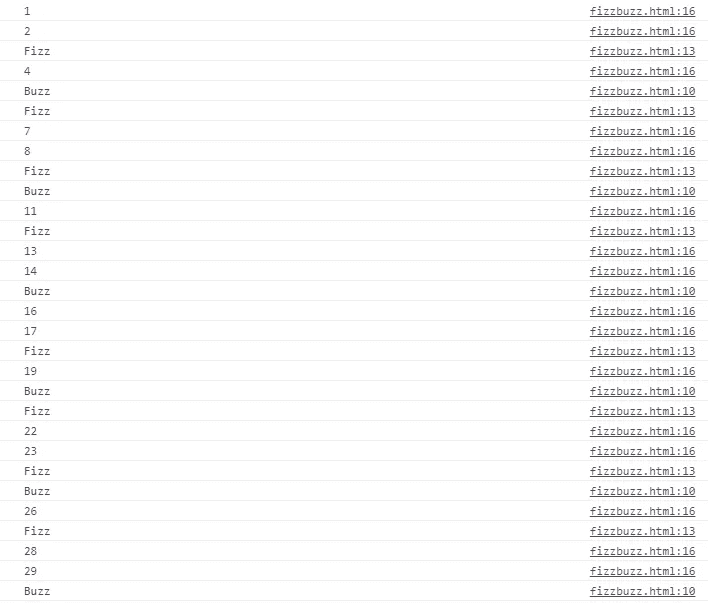 1 fizzbuzz.html:16
2 fizzbuzz.html:16
Fizz fizzbuzz.html:13
4 fizzbuzz.html:16
Buzz fizzbuzz.html:10
Fizz fizzbuzz.html:13
7 fizzbuzz.html:16
8 fizzbuzz.html:16
Fizz fizzbuzz.html:13
Buzz fizzbuzz.html:10
11 fizzbuzz.html:16
Fizz fizzbuzz.html:13
13 fizzbuzz.html:16
14 fizzbuzz.html:16
Buzz fizzbuzz.html:10
16 fizzbuzz.html:16
17 fizzbuzz.html:16
Fizz fizzbuzz.html:13
19 fizzbuzz.html:16
Buzz fizzbuzz.html:10
Fizz fizzbuzz.html:13
22 fizzbuzz.html:16
23 fizzbuzz.html:16
Fizz fizzbuzz.html:13
Buzz fizzbuzz.html:10
26 fizzbuzz.html:16
Fizz fizzbuzz.html:13
28 fizzbuzz.html:16
29 fizzbuzz.html:16
Buzz fizzbuzz.html:10